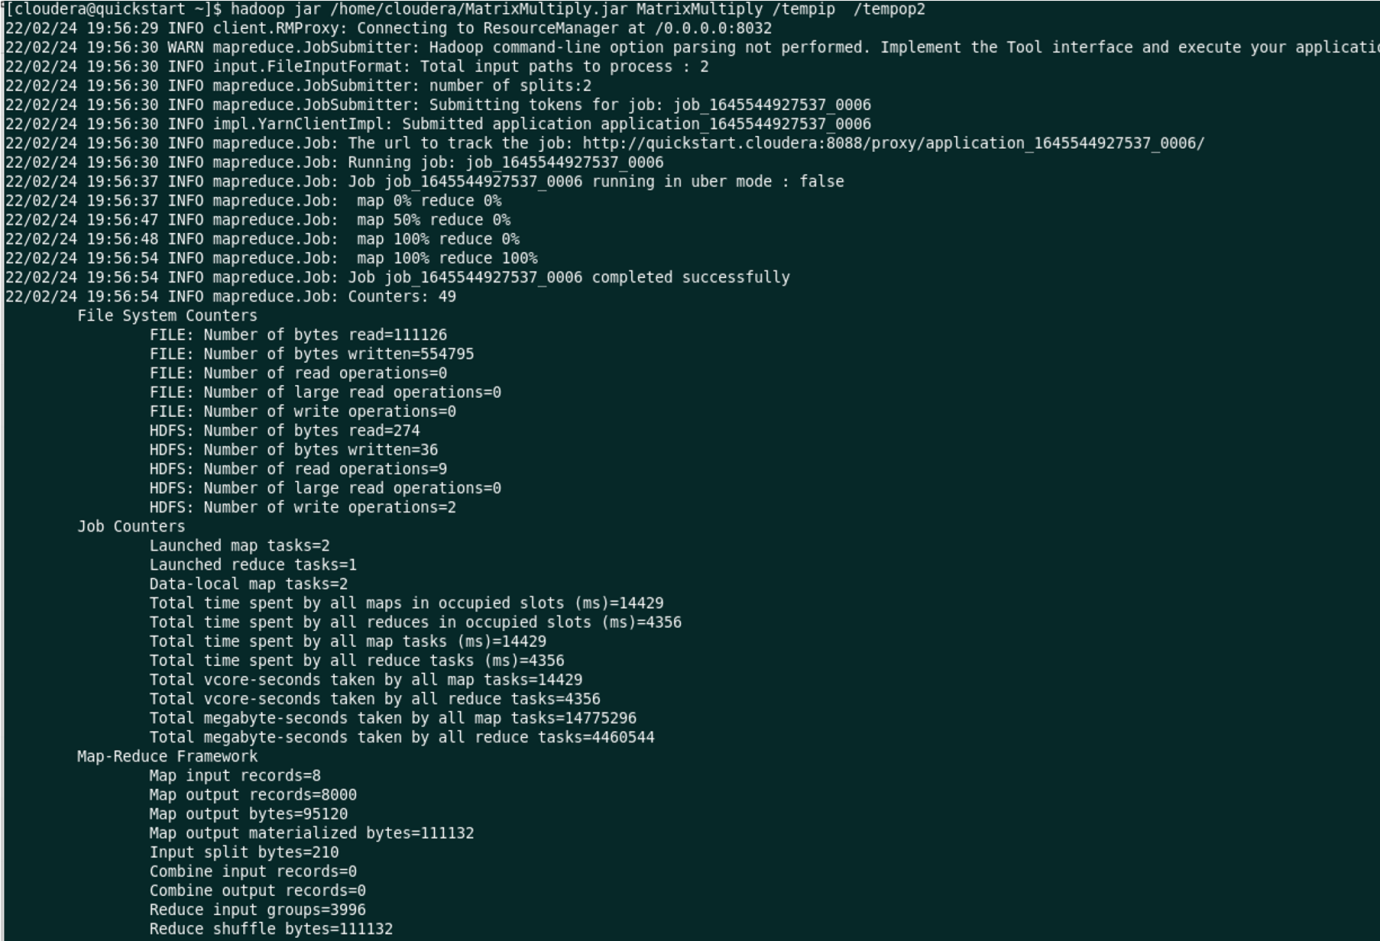 [cloudera@quickstart ~]$ hadoop jar /home/cloudera/MatrixMultiply.jar MatrixMultiply /tempip  /tempop2
22/02/24 19:56:29 INFO client.RMProxy: Connecting to ResourceManager at /0.0.0.0:8032
22/02/24 19:56:30 WARN mapreduce.JobSubmitter: Hadoop command-line option parsing not performed. Implement the Tool interface and execute your applicatio
22/02/24 19:56:30 INFO input.FileInputFormat: Total input paths to process : 2
22/02/24 19:56:30 INFO mapreduce.JobSubmitter: number of splits:2
22/02/24 19:56:30 INFO mapreduce.JobSubmitter: Submitting tokens for job: job_1645544927537_0006
22/02/24 19:56:30 INFO impl.YarnClientImpl: Submitted application application_1645544927537_0006
22/02/24 19:56:30 INFO mapreduce.Job: The url to track the job: http://quickstart.cloudera:8088/proxy/application_1645544927537_0006/
22/02/24 19:56:30 INFO mapreduce.Job: Running job: job_1645544927537_0006
22/02/24 19:56:37 INFO mapreduce.Job: Job job_1645544927537_0006 running in uber mode : false
22/02/24 19:56:37 INFO mapreduce.Job:  map 0% reduce 0%
22/02/24 19:56:47 INFO mapreduce.Job:  map 50% reduce 0%
22/02/24 19:56:48 INFO mapreduce.Job:  map 100% reduce 0%
22/02/24 19:56:54 INFO mapreduce.Job:  map 100% reduce 100%
22/02/24 19:56:54 INFO mapreduce.Job: Job job_1645544927537_0006 completed successfully
22/02/24 19:56:54 INFO mapreduce.Job: Counters: 49
File System Counters
FILE: Number of bytes read=111126
FILE: Number of bytes written=554795
FILE: Number of read operations=0
FILE: Number of large read operations=0
FILE: Number of write operations=0
HDFS: Number of bytes read=274
HDFS: Number of bytes written=36
HDFS: Number of read operations=9
HDFS: Number of large read operations=0
HDFS: Number of write operations=2
Job Counters
Launched map tasks=2
Launched reduce tasks=1
Data-local map tasks=2
Total time spent by all maps in occupied slots (ms)=14429
Total time spent by all reduces in occupied slots (ms)=4356
Total time spent by all map tasks (ms)=14429
Total time spent by all reduce tasks (ms)=4356
Total vcore-seconds taken by all map tasks=14429
Total vcore-seconds taken by all reduce tasks=4356
Total megabyte-seconds taken by all map tasks=14775296
Total megabyte-seconds taken by all reduce tasks=4460544
Map-Reduce Framework
Map input records=8
Map output records=8000
Map output bytes=95120
Map output materialized bytes=111132
Input split bytes=210
Combine input records=0
Combine output records=0
Reduce input groups=3996
Reduce shuffle bytes=111132